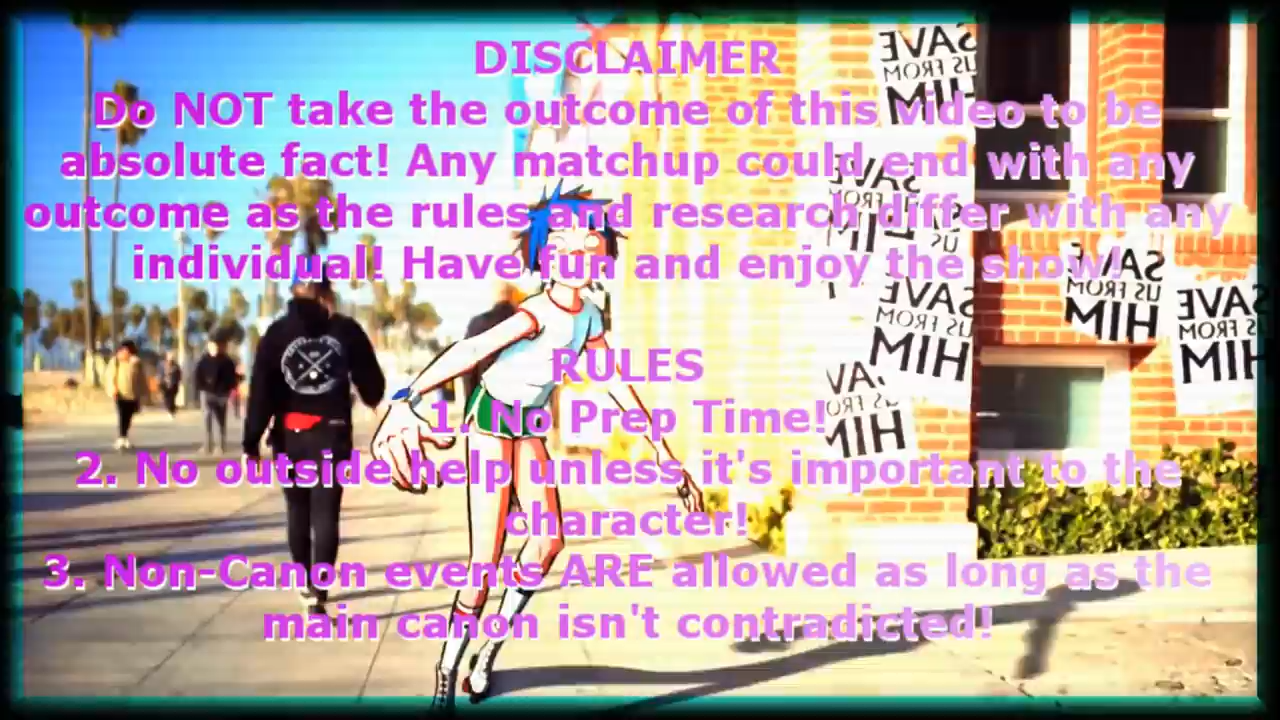 DISCLAIMER
Do NOT take the outcome of this video to be
absolute fact! Any matchup could end with any
outcome as the rules and research differ with any
individual! Have fun and enjoy the show!
RULES
1. No Prep Time!
2. No outside help unless it's important to the
character!
3. Non-Canon events ARE allowed as long as the
main canon isn't contradicted!
SAVE
US FROM
HIM
SAVE
US FROM
HIM
SAVE
US FROM
HIM
SAVE
US FROM
HIM
SAVE
US FROM
HIM